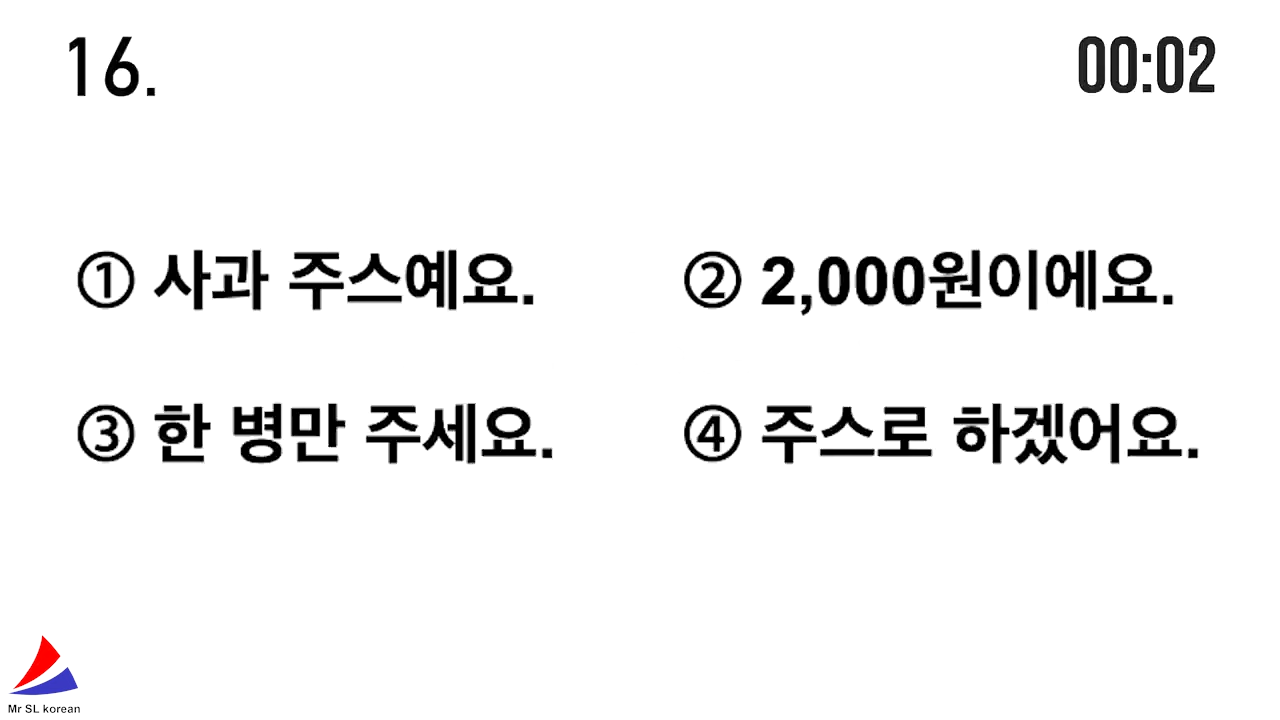 16.
00:02
① 사과 주스예요.
② 2,000원이에요.
③ 한 병만 주세요.
④ 주스로 하겠어요.
Mr SL korean